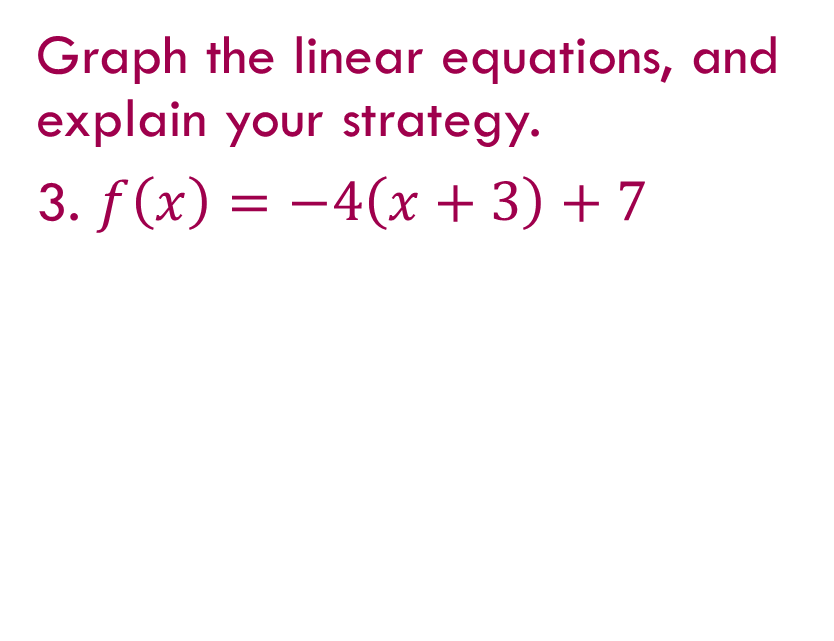 Graph the linear equations, and
explain your strategy.
3. 𝑓(𝑥) = −4(𝑥 + 3) + 7